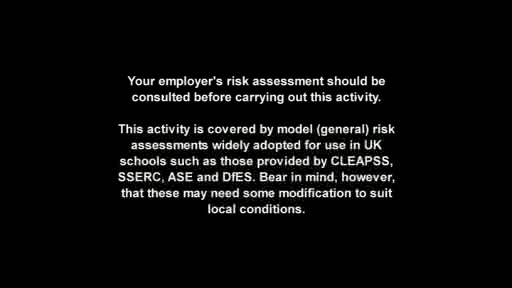 Your employer's risk assessment should be
consulted before carrying out this activity.
This activity is covered by model (general) risk
assessments widely adopted for use in UK
schools such as those provided by CLEAPSS,
SSERC, ASE and DfES. Bear in mind, however,
that these may need some modification to suit
local conditions.